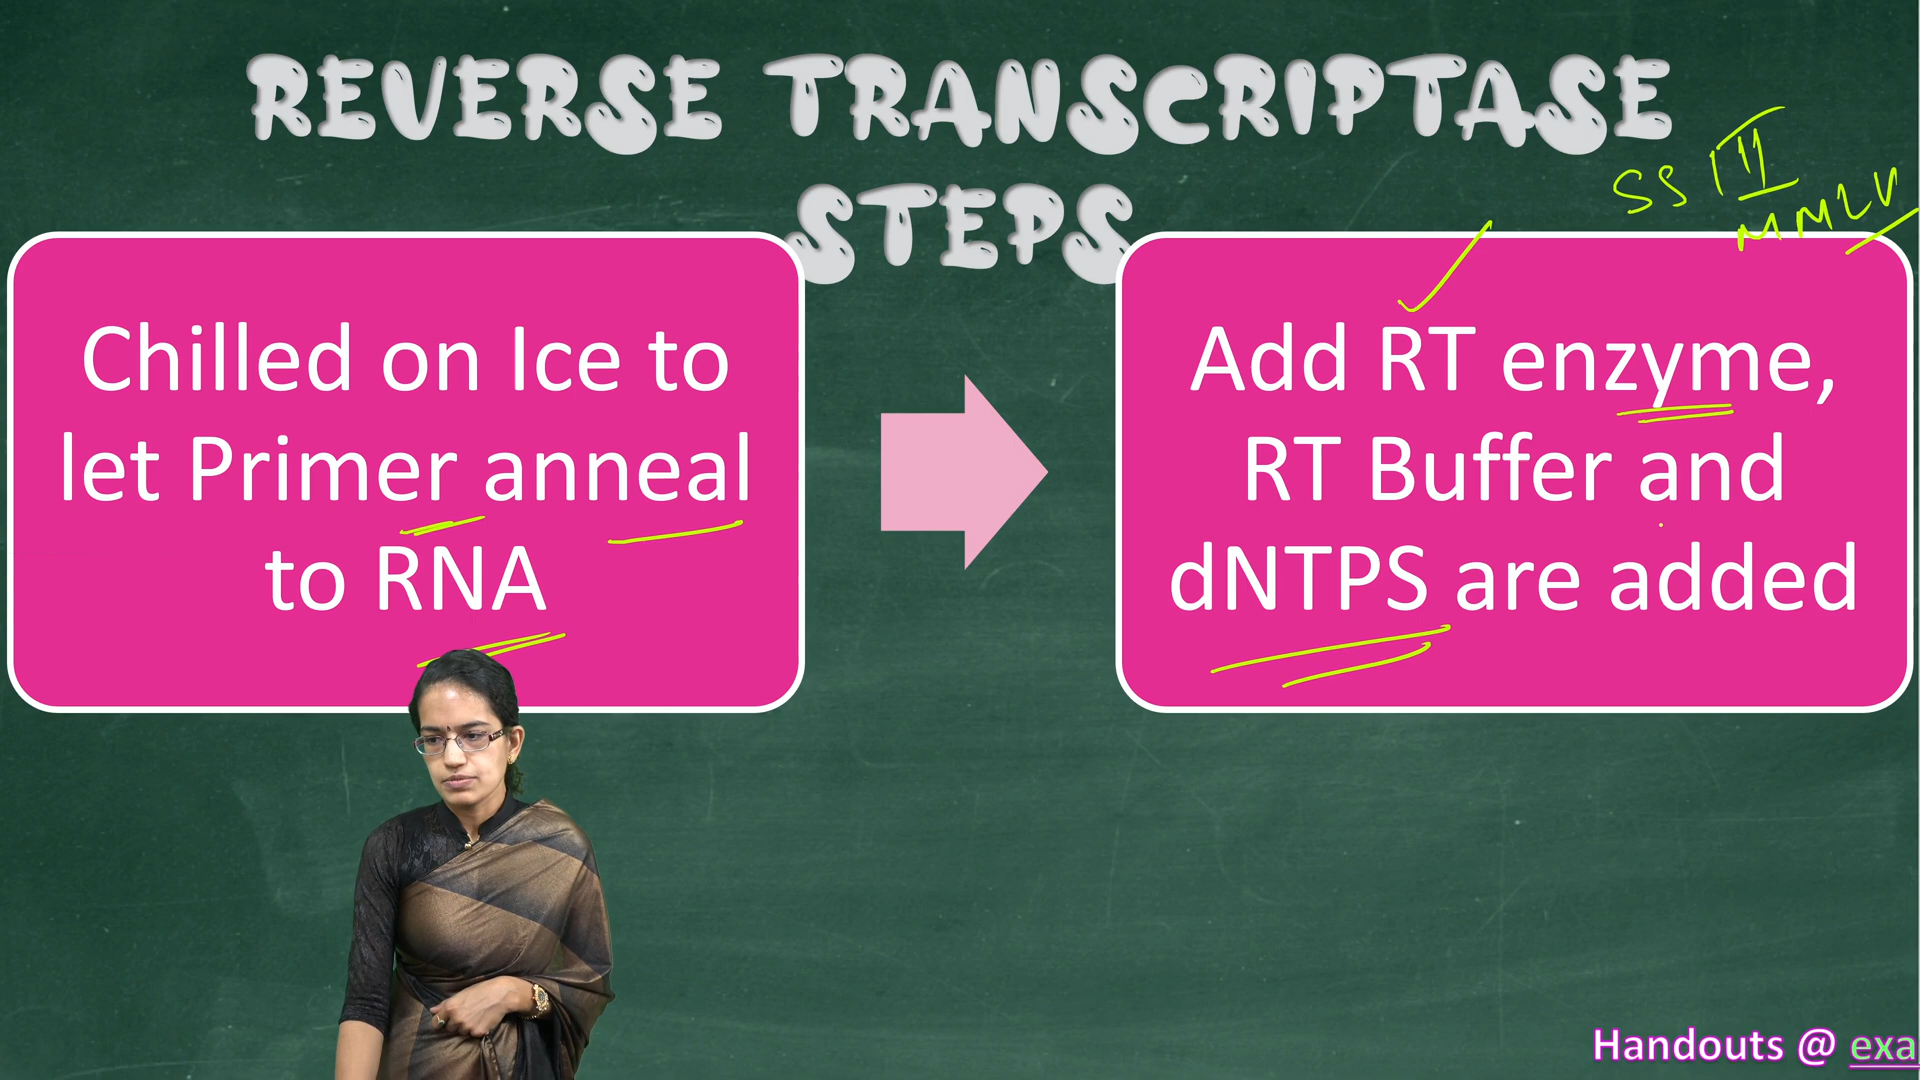 REVERSE TRANSCRIPTASE
STEPS
SS III
MMLV
Chilled on Ice to
let Primer anneal
to RNA
Add RT enzyme,
RT Buffer and
dNTPS are added
Handouts @ exa